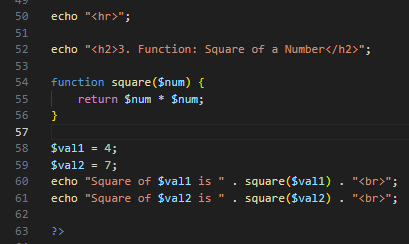 50 echo "<hr>";
51
52 echo "<h2>3. Function: Square of a Number</h2>";
53
54 function square($num) {
55     return $num * $num;
56 }
57
58 $val1 = 4;
59 $val2 = 7;
60 echo "Square of $val1 is " . square($val1) . "<br>";
61 echo "Square of $val2 is " . square($val2) . "<br>";
62
63 ?>